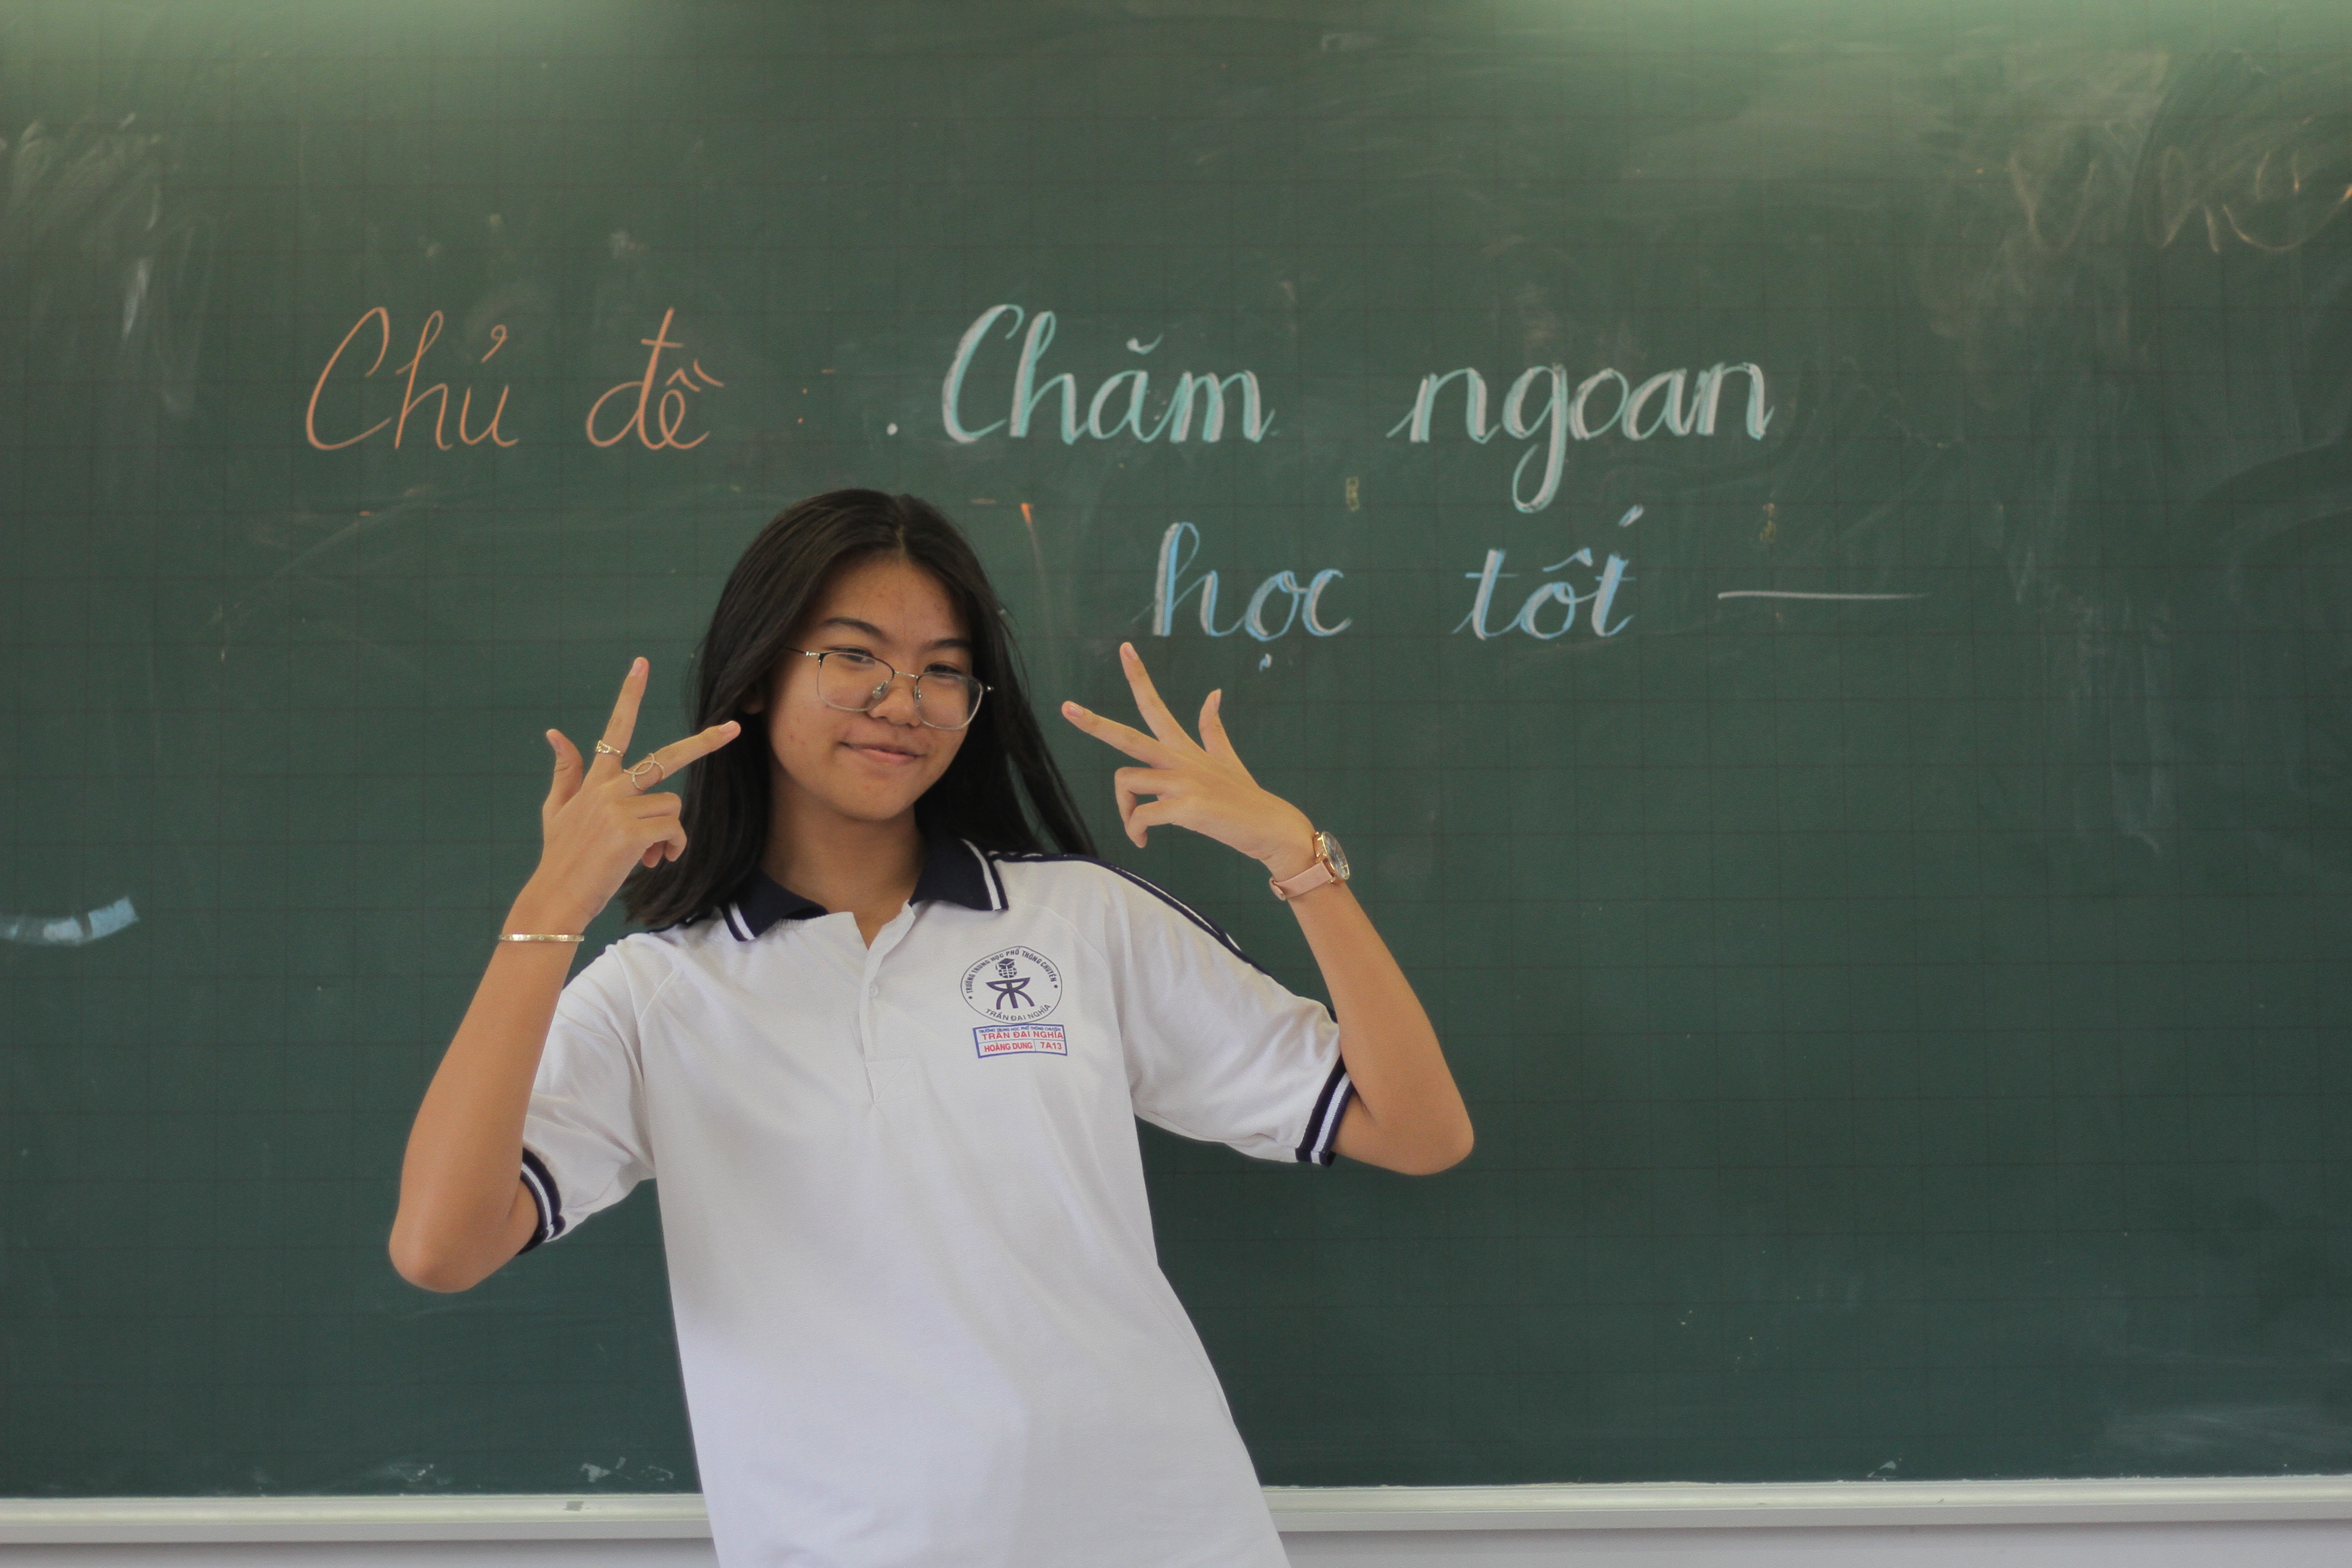 Chủ đề : Chăm ngoan
học tốt
TRƯỜNG TRUNG HỌC PHỔ THÔNG CHUYÊN
TRẦN ĐẠI NGHĨA
TRƯỜNG TRUNG HỌC PHỔ THÔNG CHUYÊN
TRẦN ĐẠI NGHĨA
HOÀNG DUNG 7A13